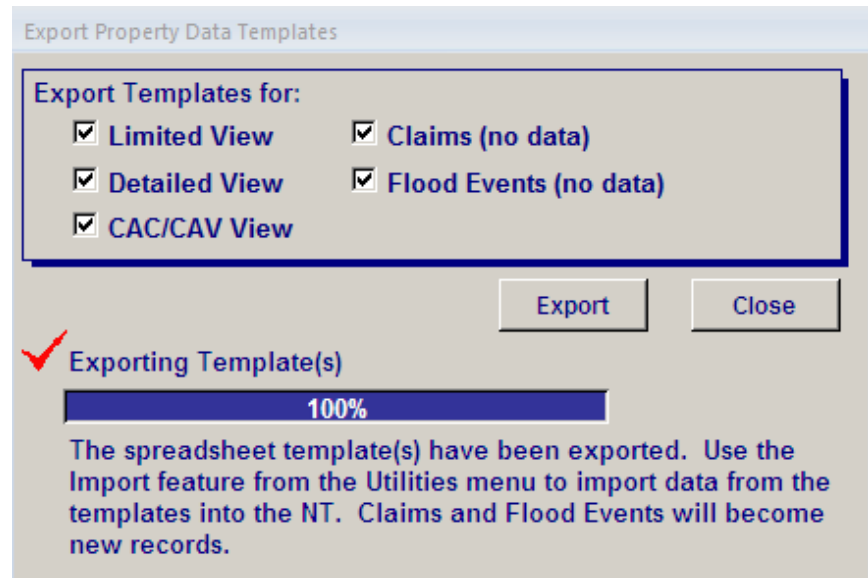 Export Property Data Templates
Export Templates for:
Limited View
Claims (no data)
Detailed View
Flood Events (no data)
CAC/CAV View
Export
Close
Exporting Template(s)
100%
The spreadsheet template(s) have been exported.  Use the
Import feature from the Utilities menu to import data from the
templates into the NT.  Claims and Flood Events will become
new records.